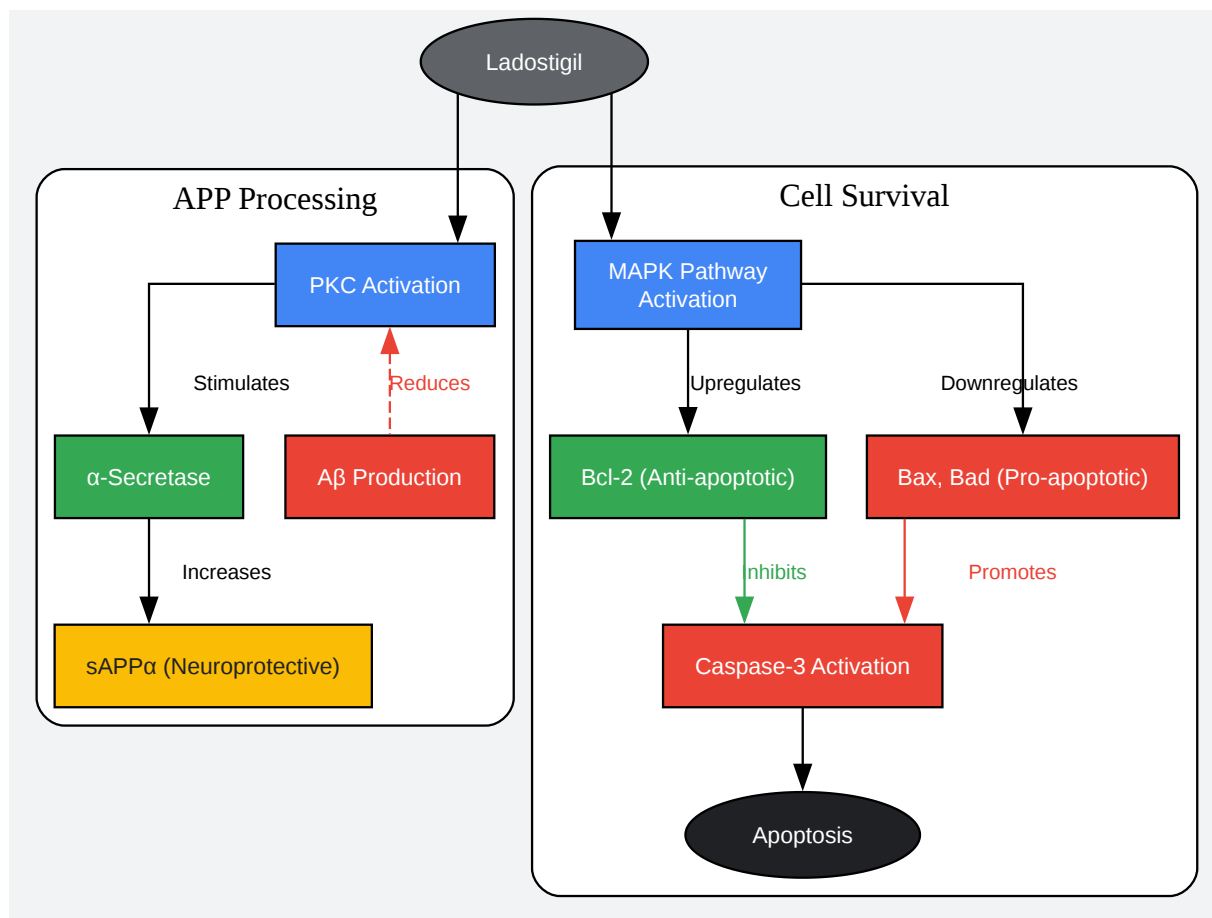 Ladostigil
APP Processing
PKC Activation
Stimulates
Reduces
α-Secretase
Aβ Production
Increases
sAPPα (Neuroprotective)
Cell Survival
MAPK Pathway
Activation
Upregulates
Downregulates
Bcl-2 (Anti-apoptotic)
Bax, Bad (Pro-apoptotic)
Inhibits
Promotes
Caspase-3 Activation
Apoptosis